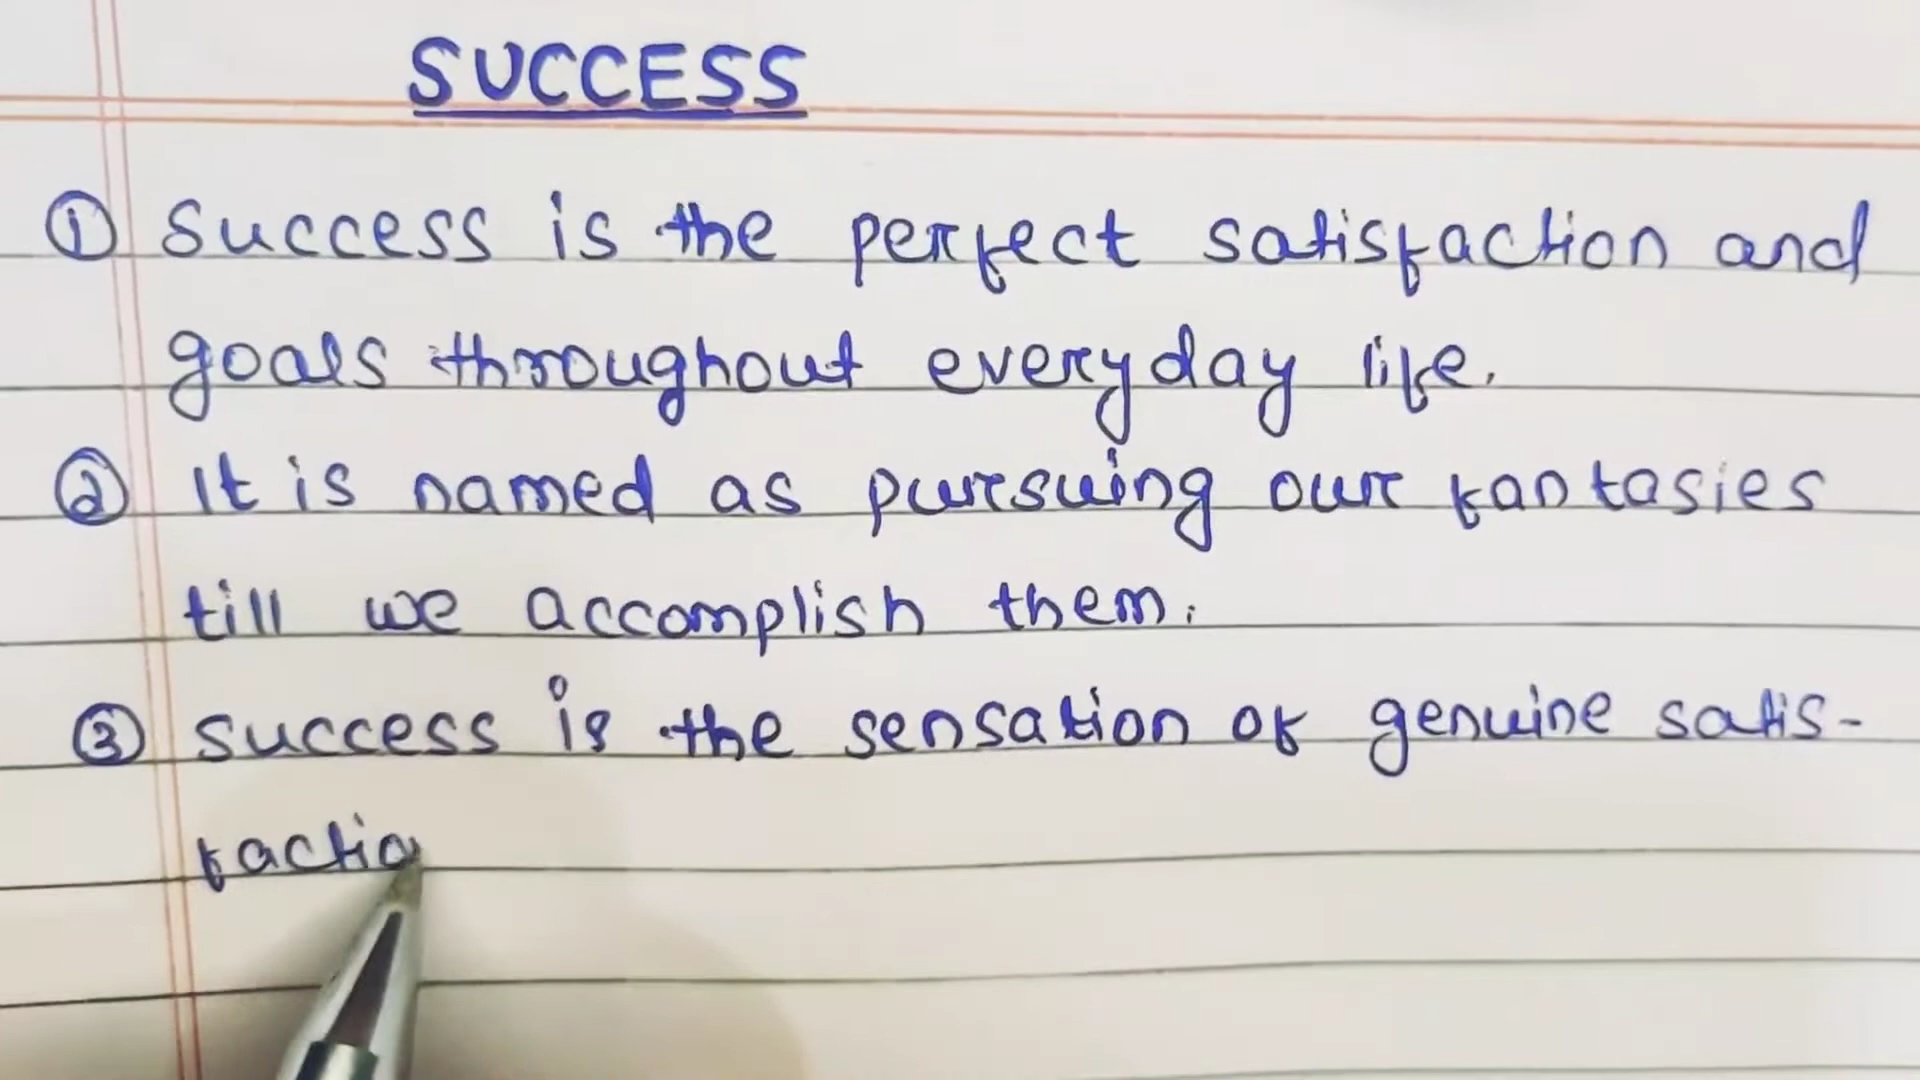 SUCCESS
① Success is the perfect satisfaction and
goals throughout everyday life.
② It is named as pursuing our fantasies
till we accomplish them.
③ Success is the sensation of genuine satis-
factio